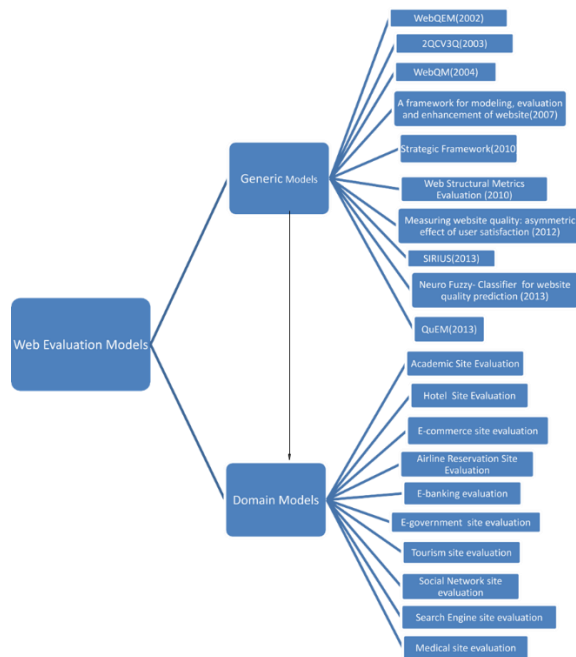 WebQEM(2002)
2QCV3Q(2003)
WebQM(2004)
A framework for modeling, evaluation
and enhancement of website(2007)
Strategic Framework(2010
Generic Models
Web Structural Metrics
Evaluation (2010)
Measuring website quality: asymmetric
effect of user satisfaction (2012)
SIRIUS(2013)
Neuro Fuzzy- Classifier for website
quality prediction (2013)
QuEM(2013)
Web Evaluation Models
Academic Site Evaluation
Hotel Site Evaluation
E-commerce site evaluation
Airline Reservation Site
Evaluation
Domain Models
E-banking evaluation
E-government site evaluation
Tourism site evaluation
Social Network site
evaluation
Search Engine site evaluation
Medical site evaluation